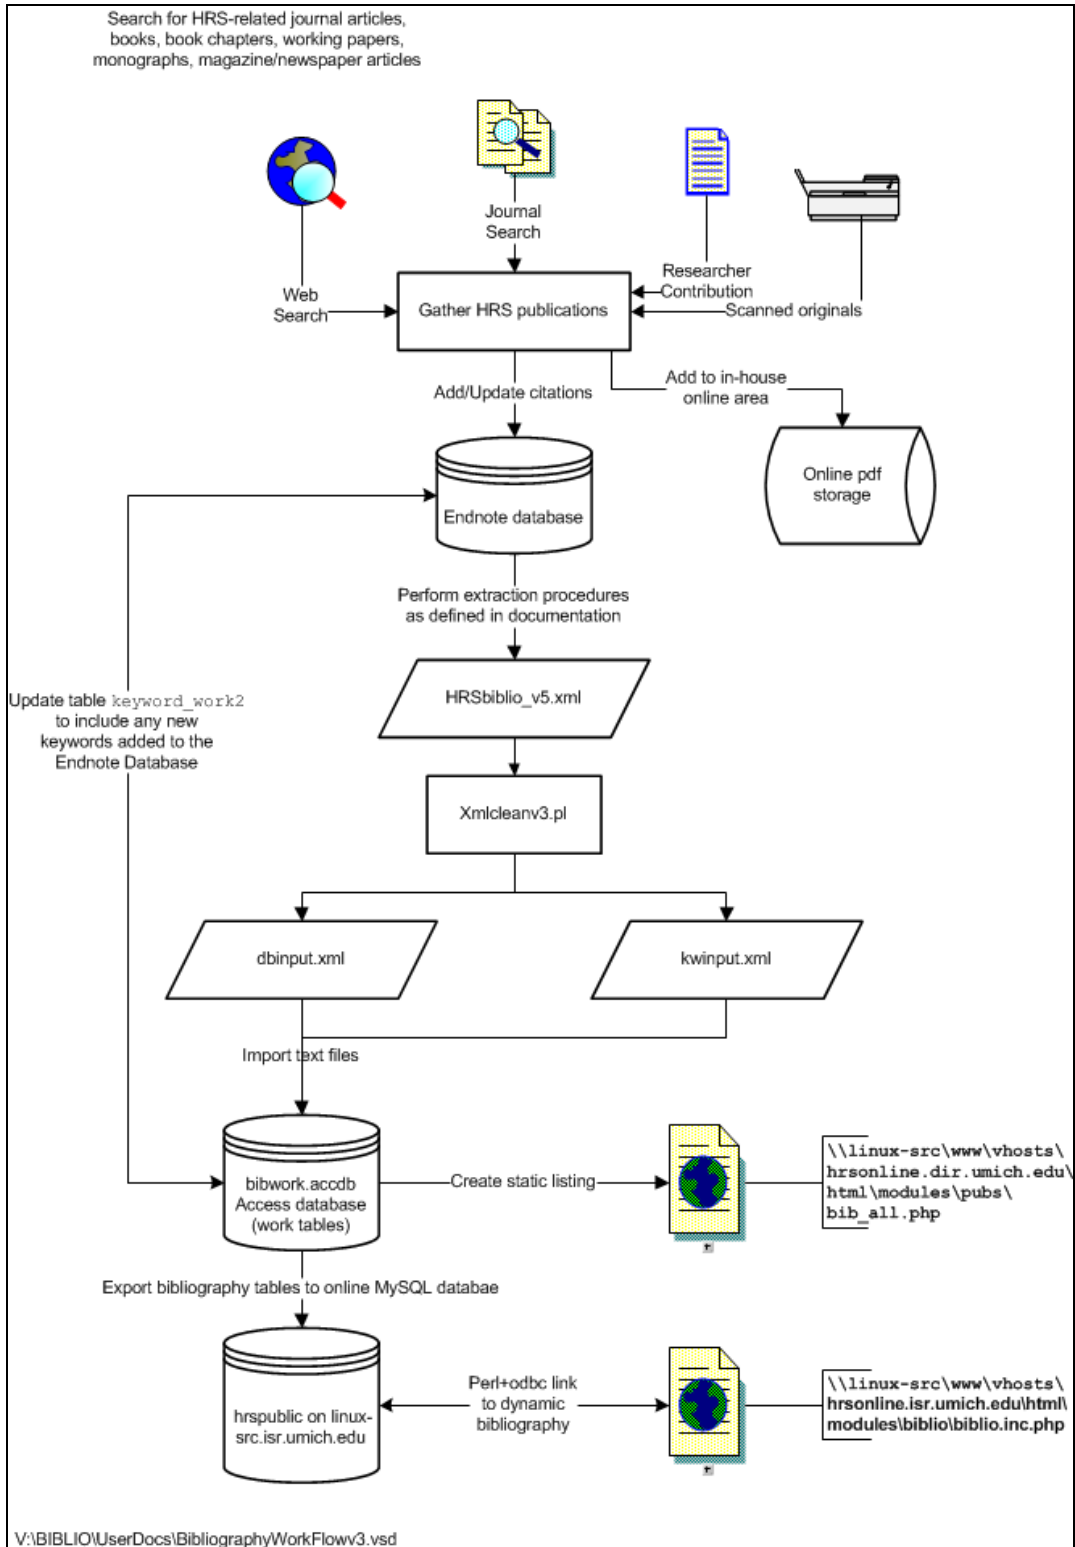 Search for HRS-related journal articles,
books, book chapters, working papers,
monographs, magazine/newspaper articles
Journal
Search
Web
Search
Researcher
Contribution
Scanned originals
Gather HRS publications
Add/Update citations
Add to in-house
online area
Online pdf
storage
Endnote database
Perform extraction procedures
as defined in documentation
HRSbiblio_v5.xml
Update table keyword_work2
to include any new
keywords added to the
Endnote Database
Xmlcleanv3.pl
dbinput.xml
kwinput.xml
Import text files
bibwork.accdb
Access database
(work tables)
Create static listing
\\linux-src\www\vhosts\
hrsonline.dir.umich.edu\
html\modules\pubs\
bib_all.php
Export bibliography tables to online MySQL databae
hrspublic on linux-
src.isr.umich.edu
Perl+odbc link
to dynamic
bibliography
\\linux-src\www\vhosts\
hrsonline.isr.umich.edu\html\
modules\biblio\biblio.inc.php
V:\BIBLIO\UserDocs\BibliographyWorkFlowv3.vsd